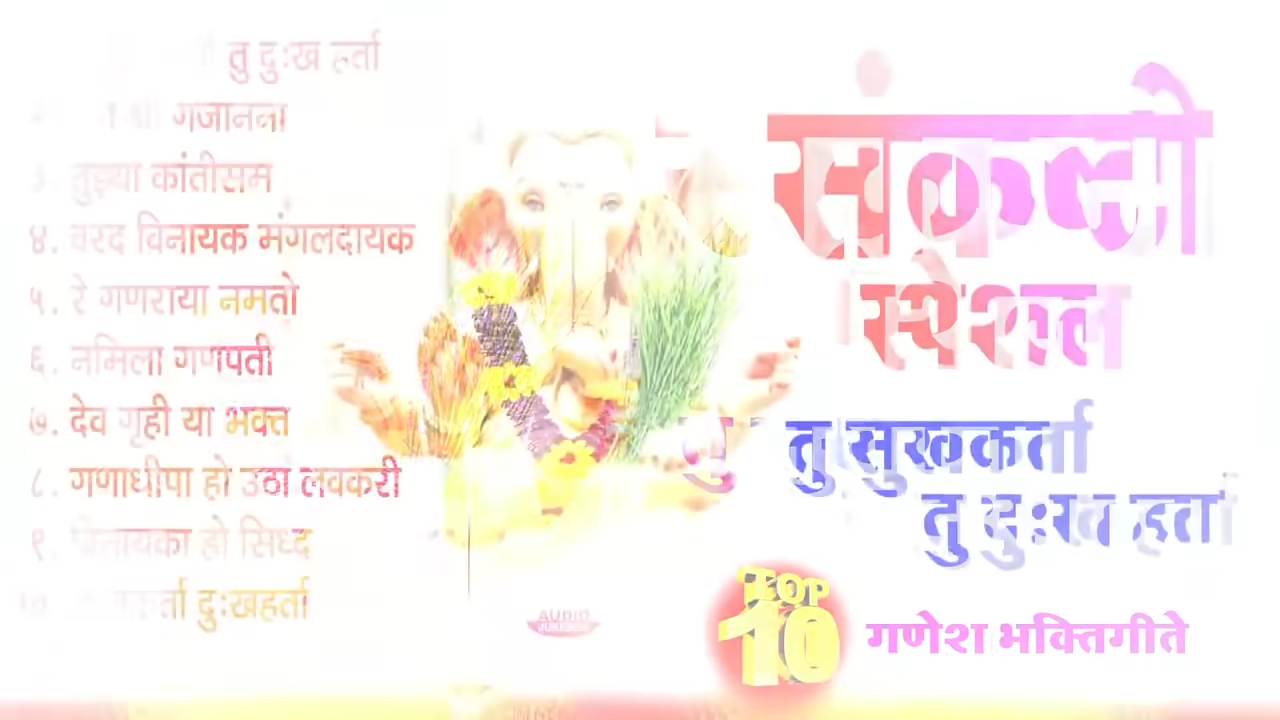 तु दुःख हर्ता
गजानना
३. तुझ्या कांतीसम
४. वरद विनायक मंगलदायक
५. रे गणराया नमतो
६. नमिला गणपती
७. देव गृही या भक्त
८. गणाधीपा हो उठा लवकरी
९. विनायका हो सिध्द
दुःखहर्ता
स्पेशल
तु सुखकर्ता
तु दुःख हर्ता
TOP
10
गणेश भक्तिगीते
AUDIO
JUKEBOX